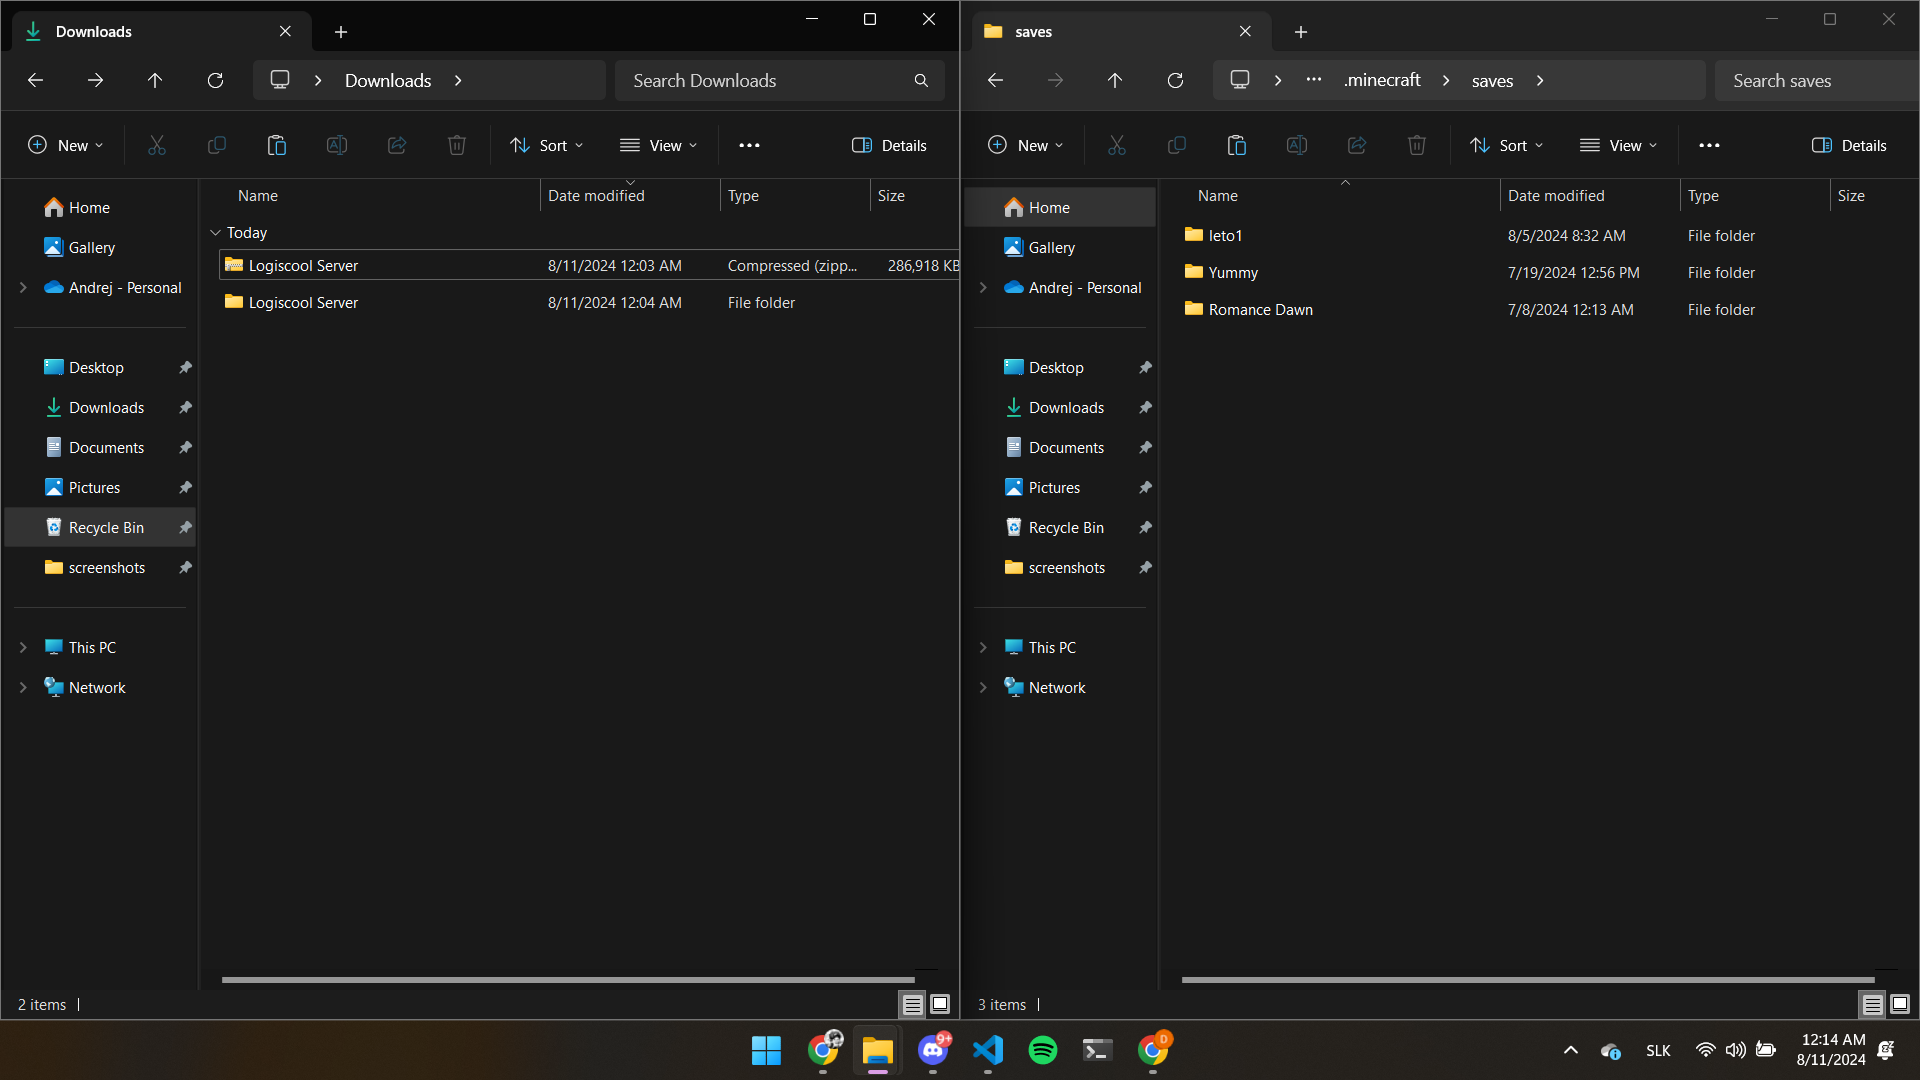 Downloads
Downloads
Search Downloads
New
Sort
View
Details
Name
Date modified
Type
Size
Today
Logiscool Server
8/11/2024 12:03 AM
Compressed (zipp...
286,918 KB
Logiscool Server
8/11/2024 12:04 AM
File folder
Home
Gallery
Andrej - Personal
Desktop
Downloads
Documents
Pictures
Recycle Bin
screenshots
This PC
Network
2 items
saves
.minecraft
saves
Search saves
New
Sort
View
Details
Name
Date modified
Type
Size
leto1
8/5/2024 8:32 AM
File folder
Yummy
7/19/2024 12:56 PM
File folder
Romance Dawn
7/8/2024 12:13 AM
File folder
Home
Gallery
Andrej - Personal
Desktop
Downloads
Documents
Pictures
Recycle Bin
screenshots
This PC
Network
3 items
9+
D
SLK
12:14 AM
8/11/2024